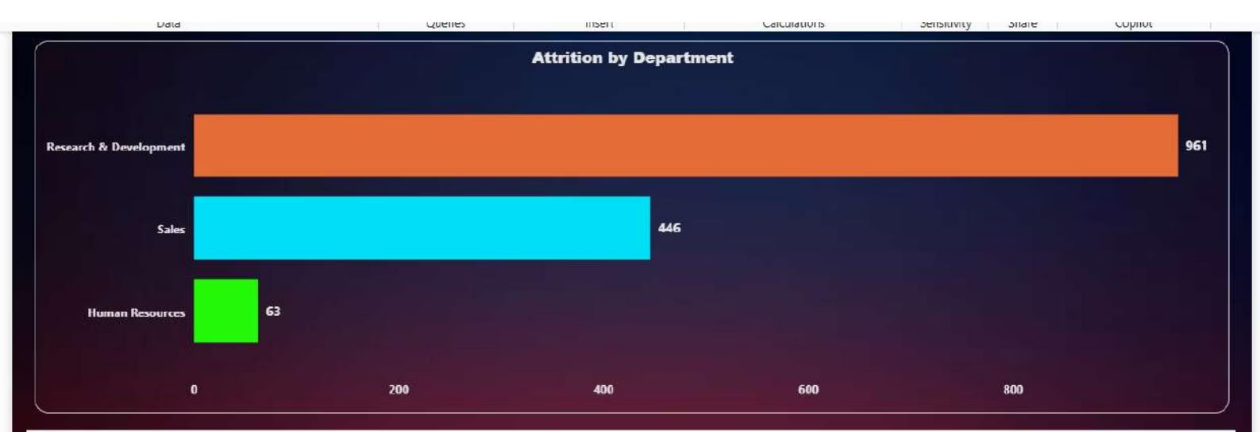 Data Queries Insert Calculations Sensitivity Share Copilot
Attrition by Department
Research & Development 961
Sales 446
Human Resources 63
0 200 400 600 800